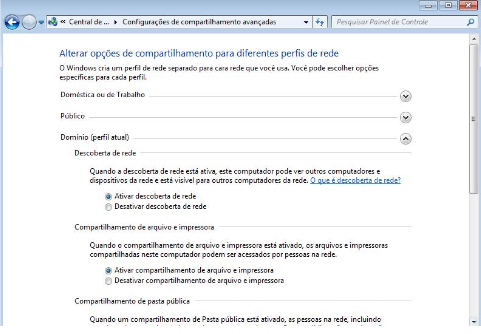 Central de ... Configurações de compartilhamento avançadas
Pesquisar Painel de Controle
Alterar opções de compartilhamento para diferentes perfis de rede
O Windows cria um perfil de rede separado para cara rede que você usa. Você pode escolher opções
específicas para cada perfil.
Doméstica ou de Trabalho
Público
Domínio (perfil atual)
Descoberta de rede
Quando a descoberta de rede está ativa, este computador pode ver outros computadores e
dispositivos da rede e está visível para outros computadores da rede. O que é descoberta de rede?
Ativar descoberta de rede
Desativar descoberta de rede
Compartilhamento de arquivo e impressora
Quando o compartilhamento de arquivo e impressora está ativado, os arquivos e impressoras
compartilhadas neste computador podem ser acessados por pessoas na rede.
Ativar compartilhamento de arquivo e impressora
Desativar compartilhamento de arquivo e impressora
Compartilhamento de pasta pública
Quando um compartilhamento de Pasta pública está ativado, as pessoas na rede, incluindo